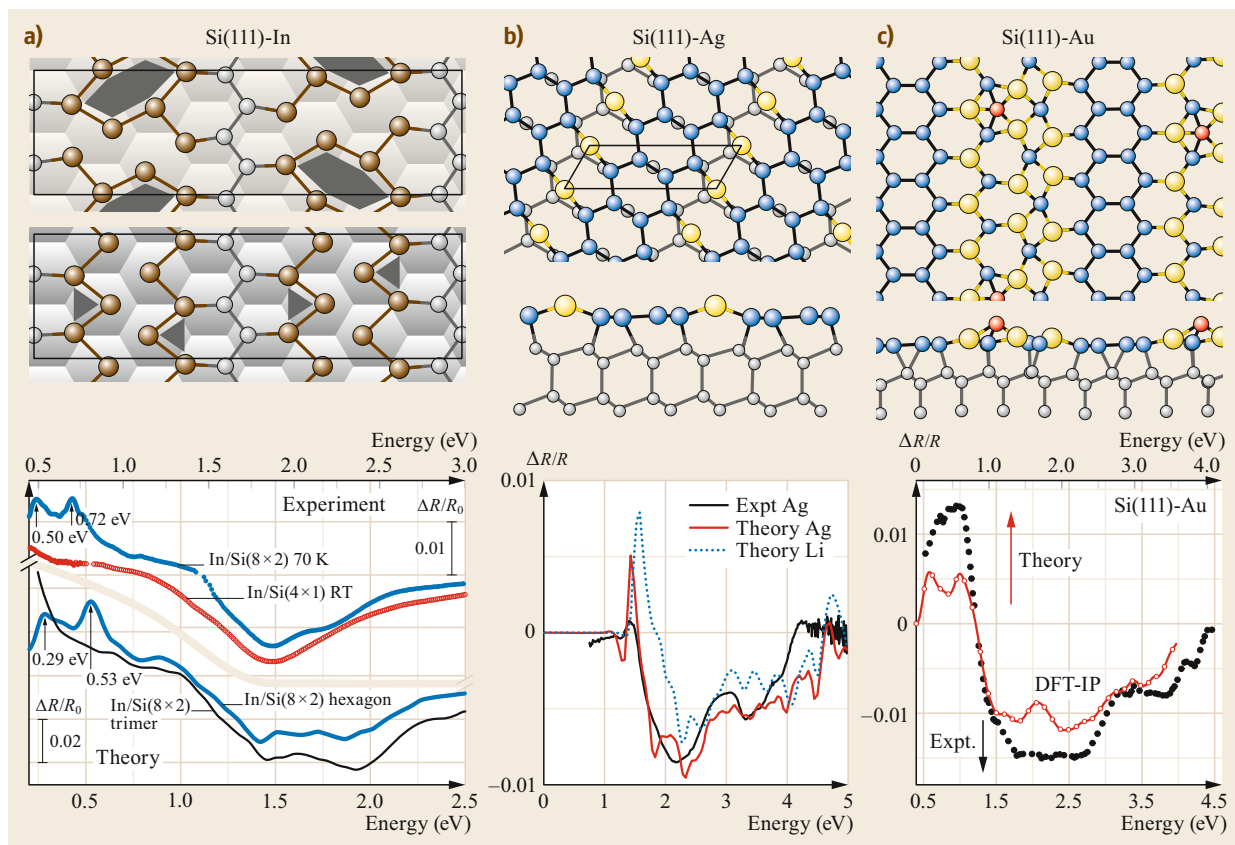 a)
Si(111)-In
b)
Si(111)-Ag
c)
Si(111)-Au
Energy (eV)
0.5 1.0 1.5 2.0 2.5 3.0
Experiment
ΔR/R0
0.01
0.72 eV
0.50 eV
In/Si(8×2) 70 K
In/Si(4×1) RT
0.29 eV
0.53 eV
In/Si(8×2) hexagon
In/Si(8×2)
trimer
ΔR/R0
0.02
Theory
0.5 1.0 1.5 2.0 2.5
Energy (eV)
ΔR/R
0.01
Expt Ag
Theory Ag
Theory Li
0
−0.01
0 1 2 3 4 5
Energy (eV)
Energy (eV)
ΔR/R
0 1.0 2.0 3.0 4.0
Si(111)-Au
0.01
Theory
0
DFT-IP
−0.01
Expt.
0.5 1.5 2.5 3.5 4.5
Energy (eV)